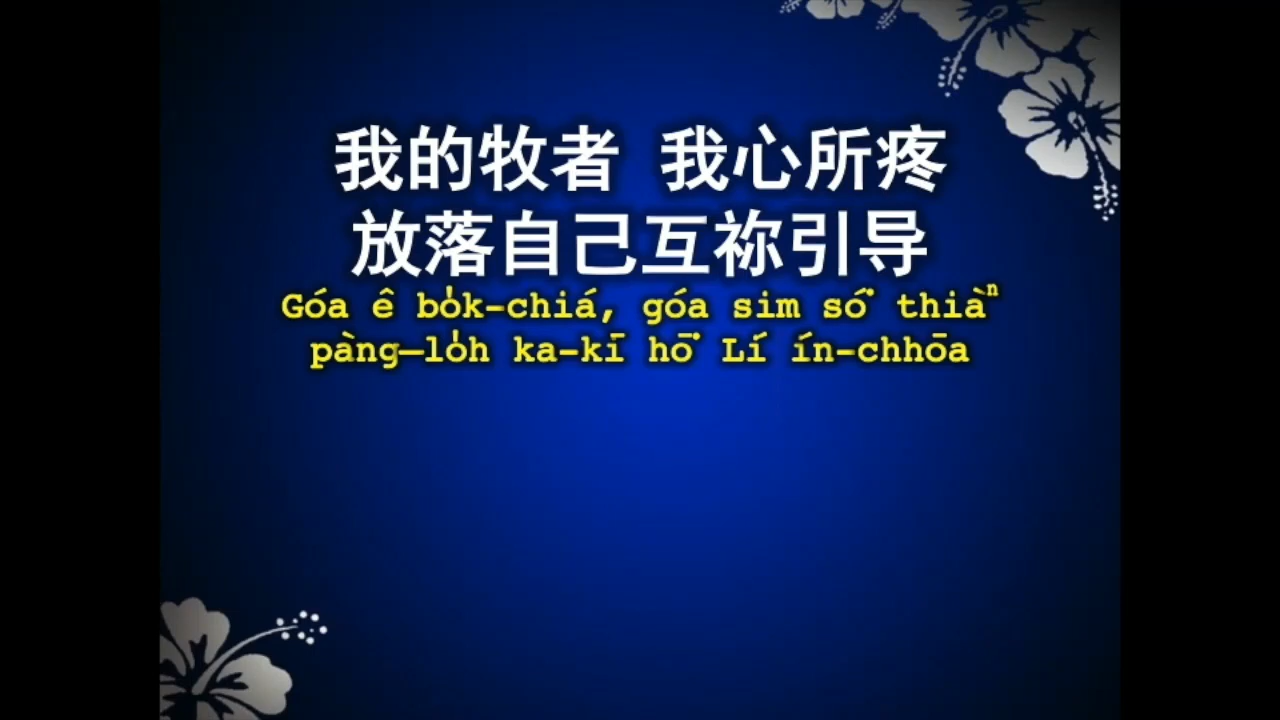 我的牧者 我心所疼
放落自己互祢引导
Góa ê bo̍k-chiá, góa sim só͘ thiàⁿ
pàng—lo̍h ka-kī hō͘ Lí ín-chhōa